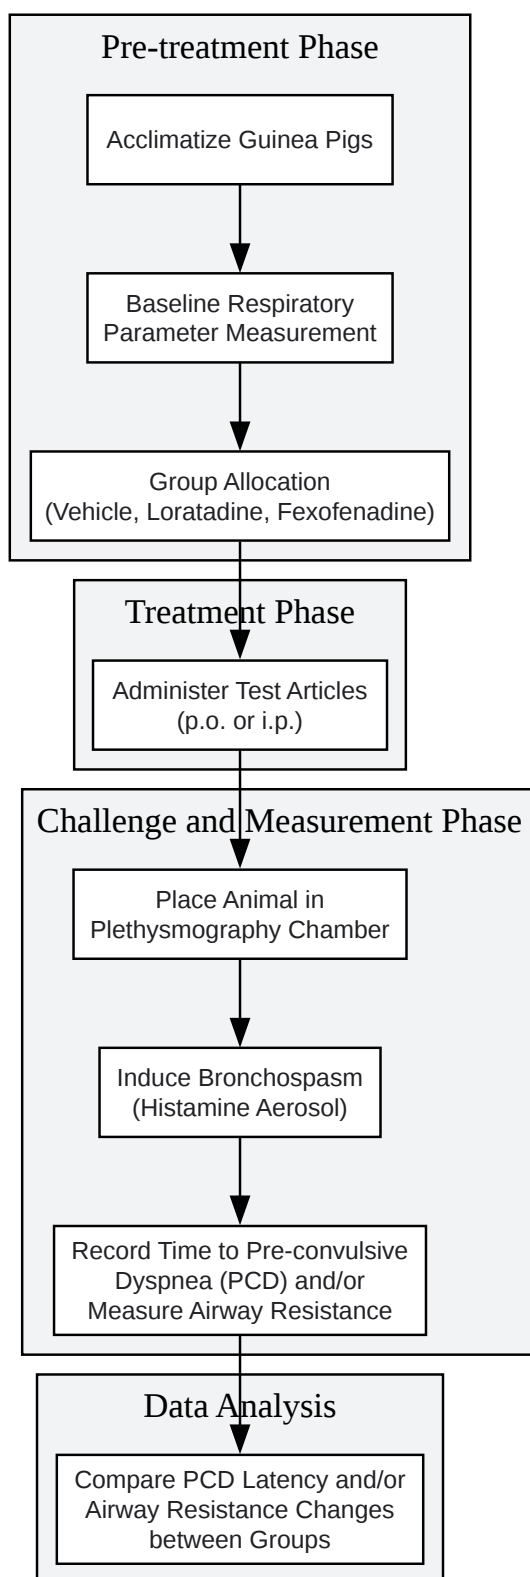 Pre-treatment Phase
Acclimatize Guinea Pigs
Baseline Respiratory
Parameter Measurement
Group Allocation
(Vehicle, Loratadine, Fexofenadine)
Treatment Phase
Administer Test Articles
(p.o. or i.p.)
Challenge and Measurement Phase
Place Animal in
Plethysmography Chamber
Induce Bronchospasm
(Histamine Aerosol)
Record Time to Pre-convulsive
Dyspnea (PCD) and/or
Measure Airway Resistance
Data Analysis
Compare PCD Latency and/or
Airway Resistance Changes
between Groups